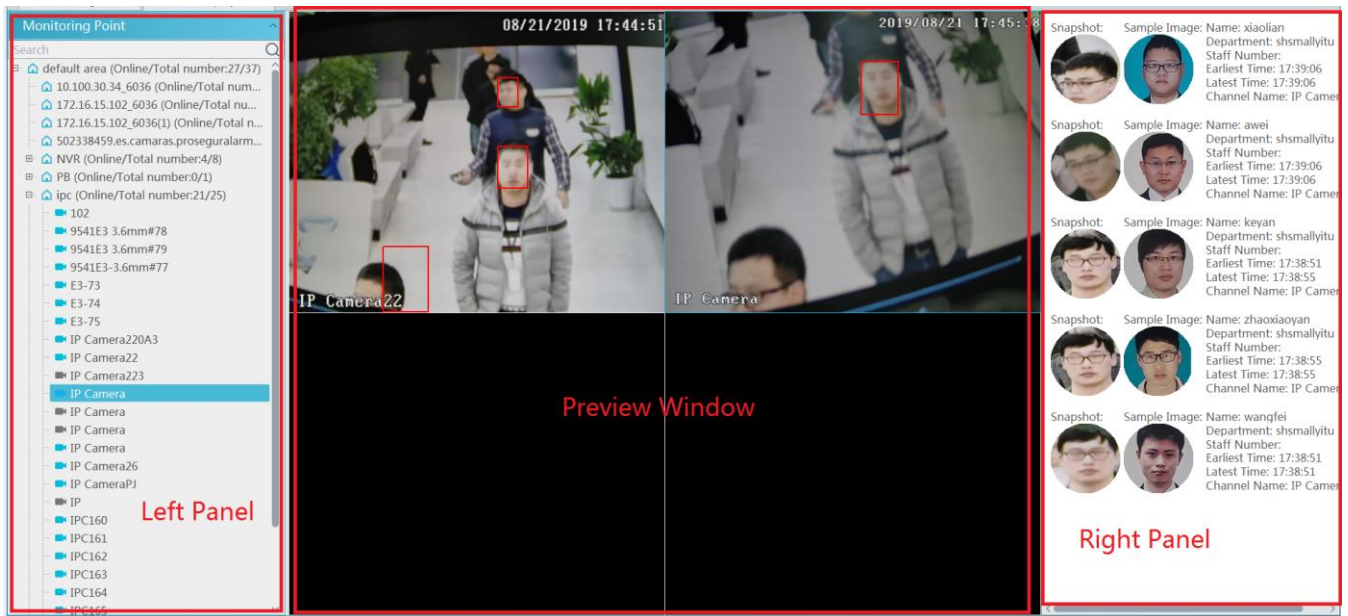 Monitoring Point
Search
default area (Online/Total number:27/37)
10.100.30.34_6036 (Online/Total num...
172.16.15.102_6036 (Online/Total nu...
172.16.15.102_6036(1) (Online/Total n...
502338459.es.camaras.proseguralarm...
NVR (Online/Total number:4/8)
PB (Online/Total number:0/1)
ipc (Online/Total number:21/25)
102
9541E3 3.6mm#78
9541E3 3.6mm#79
9541E3-3.6mm#77
E3-73
E3-74
E3-75
IP Camera220A3
IP Camera22
IP Camera223
IP Camera
IP Camera
IP Camera
IP Camera
IP Camera26
IP CameraPJ
IP
IPC160
IPC161
IPC162
IPC163
IPC164
IPC165
Left Panel
08/21/2019 17:44:51
IP Camera22
2019/08/21 17:45:38
IP Camera
Preview Window
Snapshot: Sample Image: Name: xiaolian
Department: shsmallyitu
Staff Number:
Earliest Time: 17:39:06
Latest Time: 17:39:06
Channel Name: IP Camer
Snapshot: Sample Image: Name: awei
Department: shsmallyitu
Staff Number:
Earliest Time: 17:39:06
Latest Time: 17:39:06
Channel Name: IP Camer
Snapshot: Sample Image: Name: keyan
Department: shsmallyitu
Staff Number:
Earliest Time: 17:38:51
Latest Time: 17:38:55
Channel Name: IP Camer
Snapshot: Sample Image: Name: zhaoxiaoyan
Department: shsmallyitu
Staff Number:
Earliest Time: 17:38:55
Latest Time: 17:38:55
Channel Name: IP Camer
Snapshot: Sample Image: Name: wangfei
Department: shsmallyitu
Staff Number:
Earliest Time: 17:38:51
Latest Time: 17:38:51
Channel Name: IP Camer
Right Panel